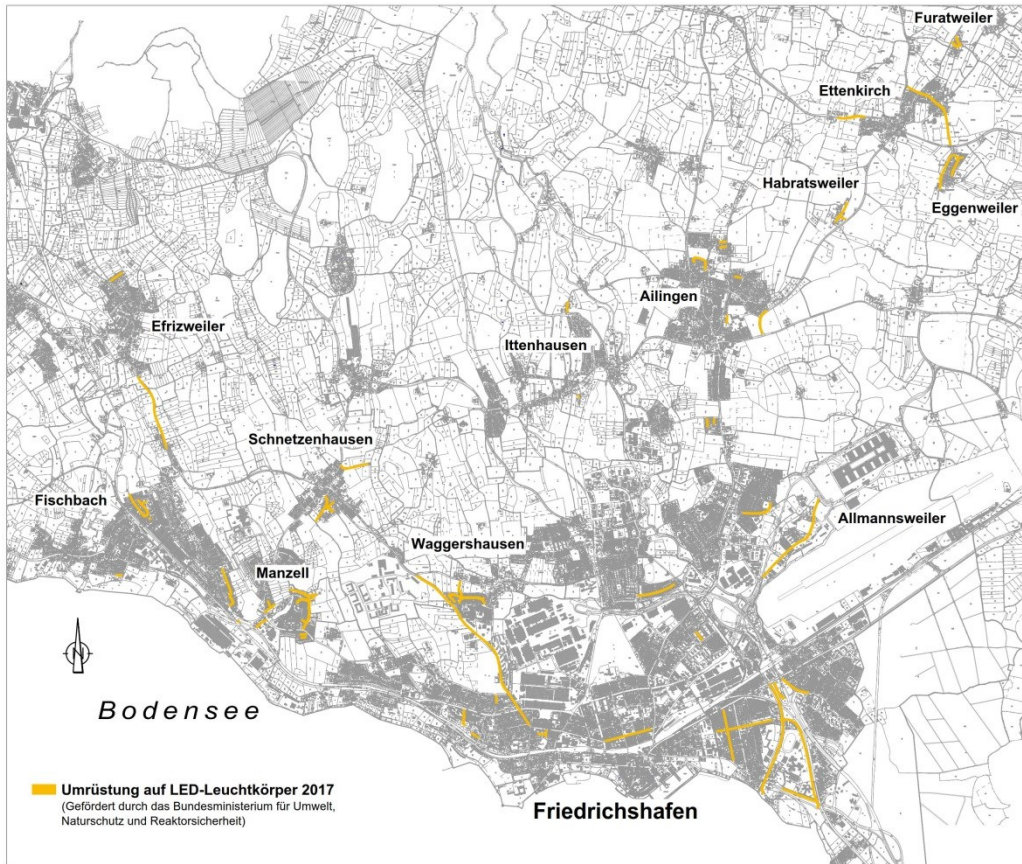 Furatweiler
Ettenkirch
Habratsweiler
Eggenweiler
Ailingen
Efrizweiler
Ittenhausen
Schnetzenhausen
Fischbach
Allmannsweiler
Waggershausen
Manzell
N
Bodensee
Umrüstung auf LED-Leuchtkörper 2017
(Gefördert durch das Bundesministerium für Umwelt,
Naturschutz und Reaktorsicherheit)
Friedrichshafen